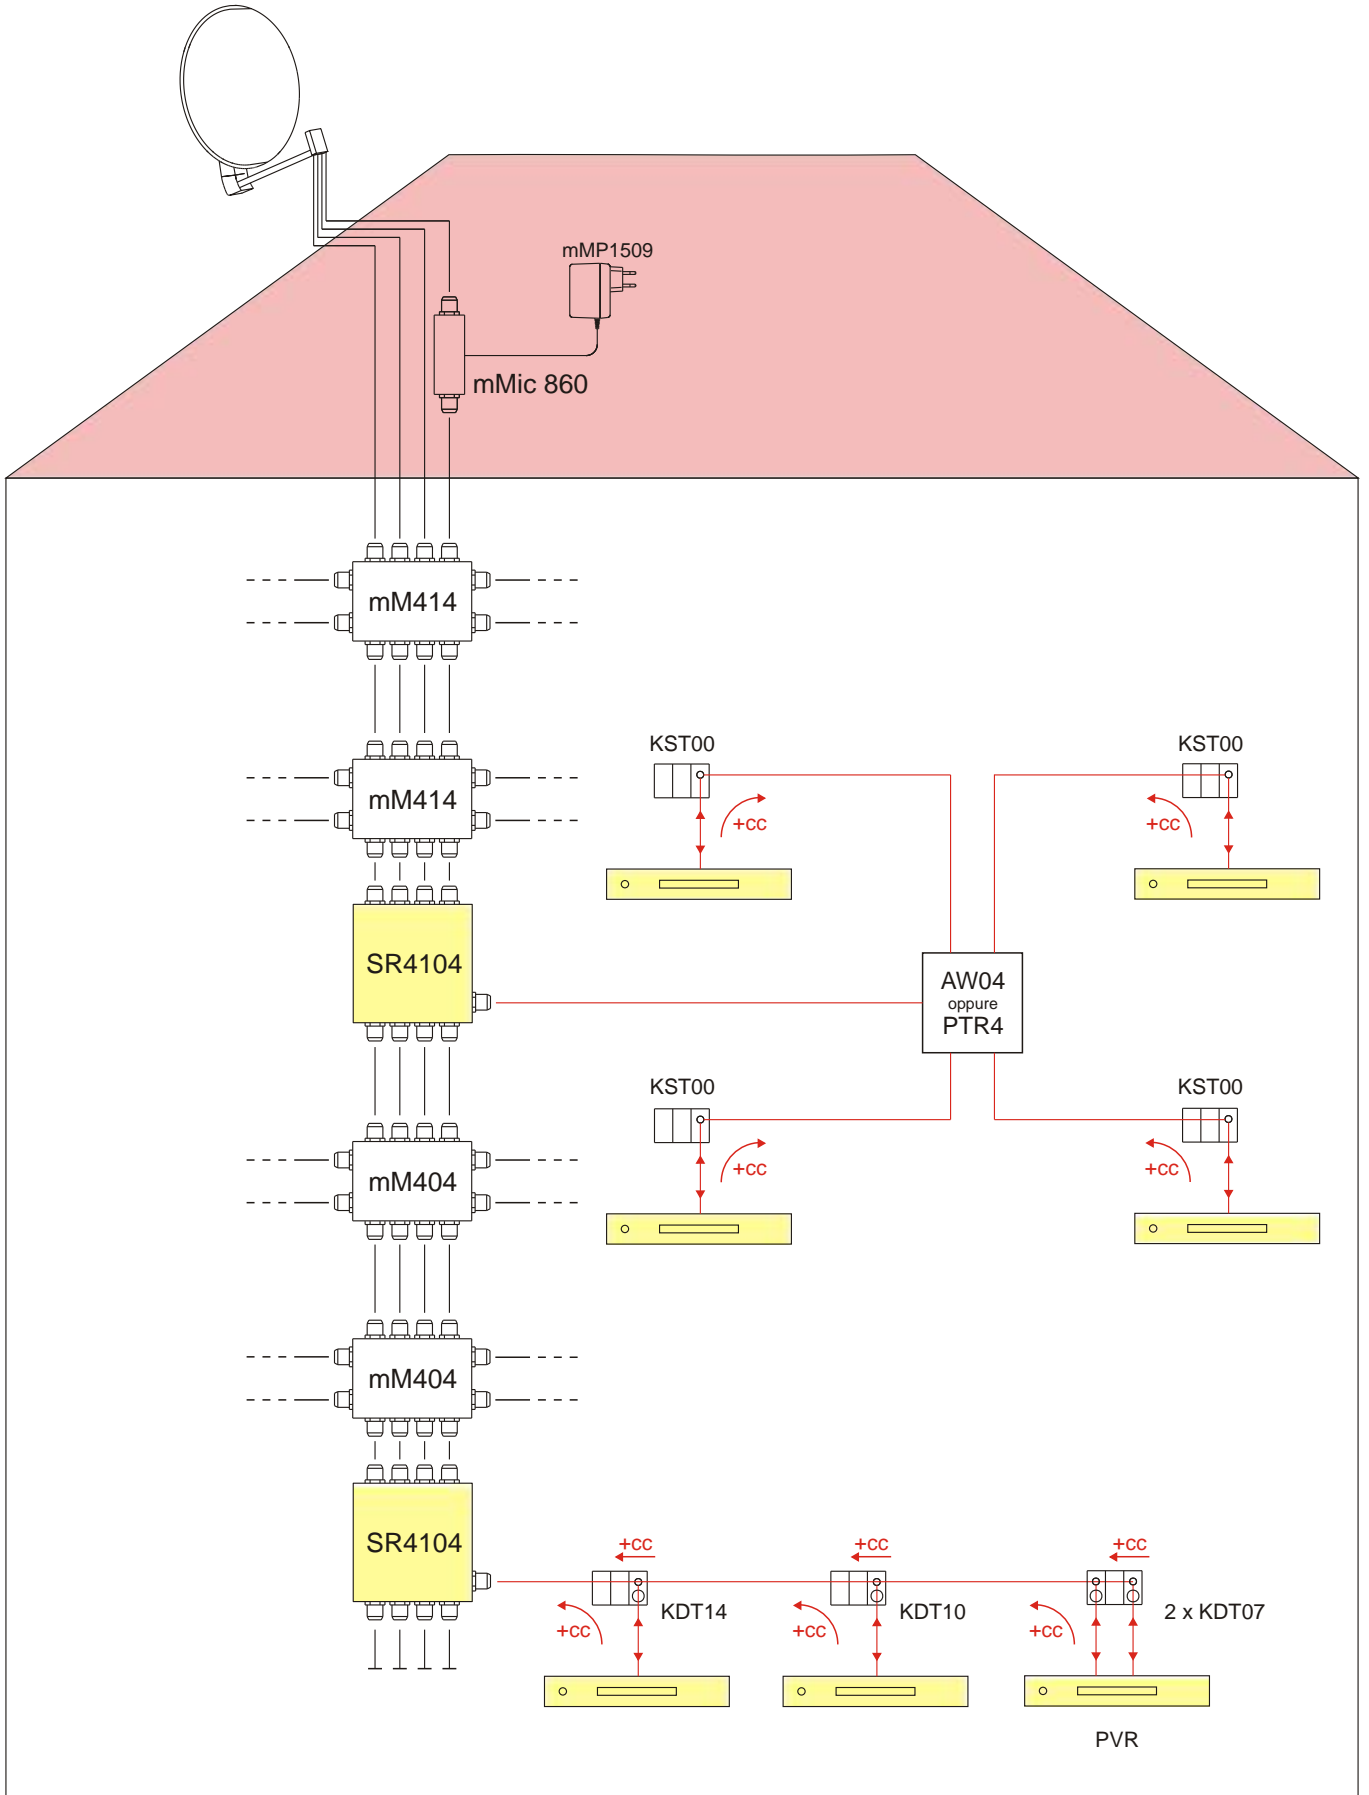 mMP1509
mMic 860
mM414
mM414
KST00
KST00
+cc
+cc
SR4104
AW04
oppure
PTR4
KST00
KST00
+cc
+cc
mM404
mM404
SR4104
+cc
+cc
+cc
KDT14
KDT10
2 x KDT07
+cc
+cc
+cc
PVR